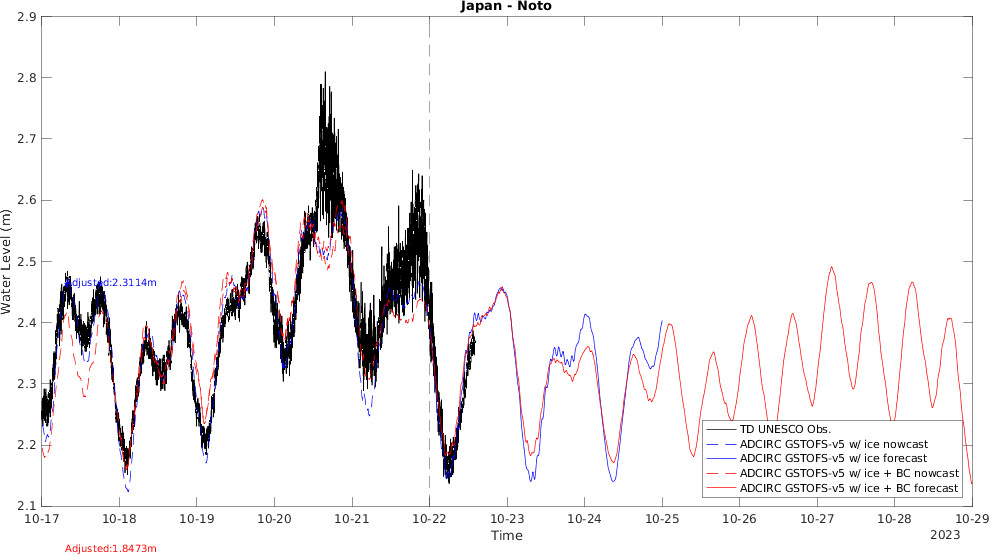 Japan - Noto
2.9
2.8
2.7
2.6
2.5
2.4
2.3
2.2
2.1
Water Level (m)
Adjusted:2.3114m
TD UNESCO Obs.
ADCIRC GSTOFS-v5 w/ ice nowcast
ADCIRC GSTOFS-v5 w/ ice forecast
ADCIRC GSTOFS-v5 w/ ice + BC nowcast
ADCIRC GSTOFS-v5 w/ ice + BC forecast
10-17 10-18 10-19 10-20 10-21 10-22 10-23 10-24 10-25 10-26 10-27 10-28 10-29
Time
2023
Adjusted:1.8473m